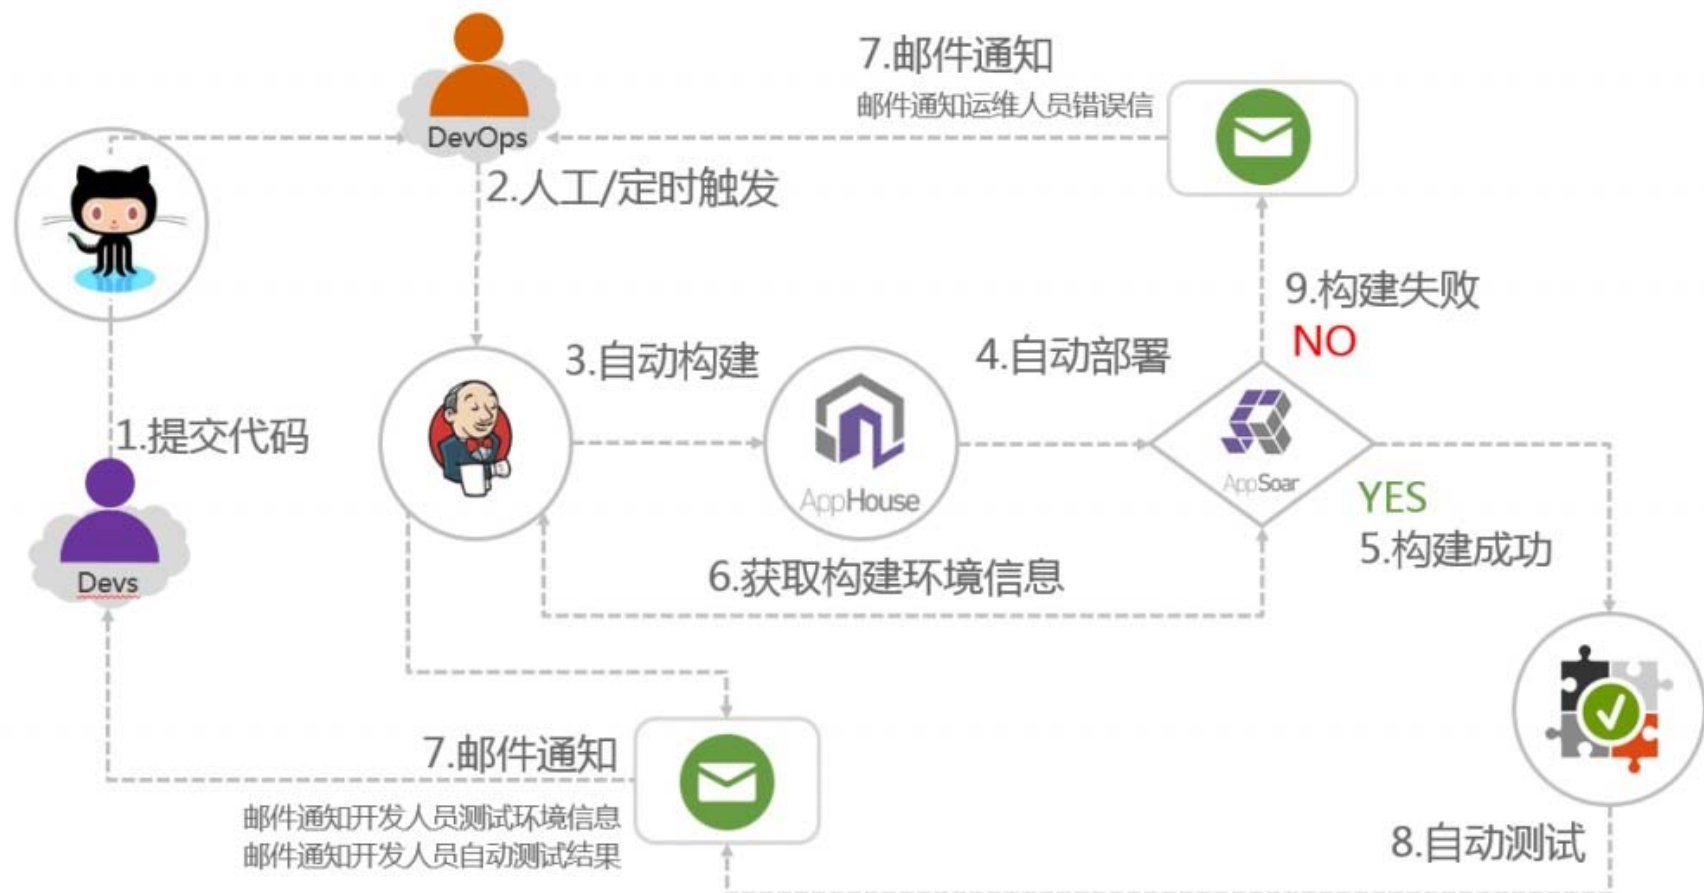 7.邮件通知
邮件通知运维人员错误信
DevOps
2.人工/定时触发
9.构建失败
NO
3.自动构建
4.自动部署
1.提交代码
AppHouse
AppSoar
YES
5.构建成功
Devs
6.获取构建环境信息
7.邮件通知
邮件通知开发人员测试环境信息
邮件通知开发人员自动测试结果
8.自动测试